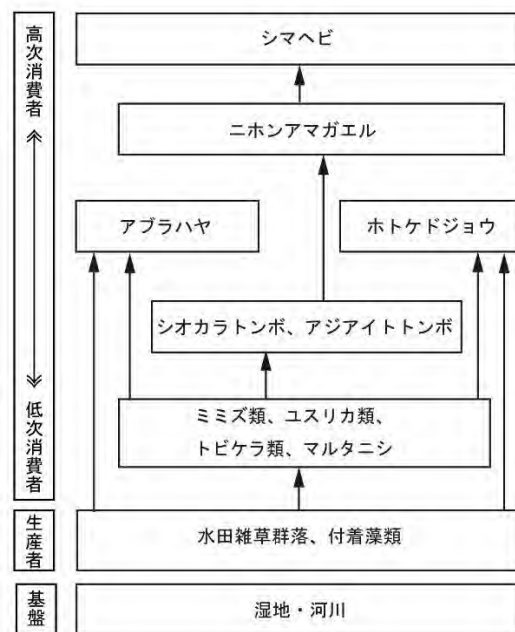 高次消費者
低次消費者
生産者
基盤
シマヘビ
ニホンアマガエル
アブラハヤ
ホトケドジョウ
シオカラトンボ、アジアイトトンボ
ミミズ類、ユスリカ類、
トビケラ類、マルタニシ
水田雑草群落、付着藻類
湿地・河川